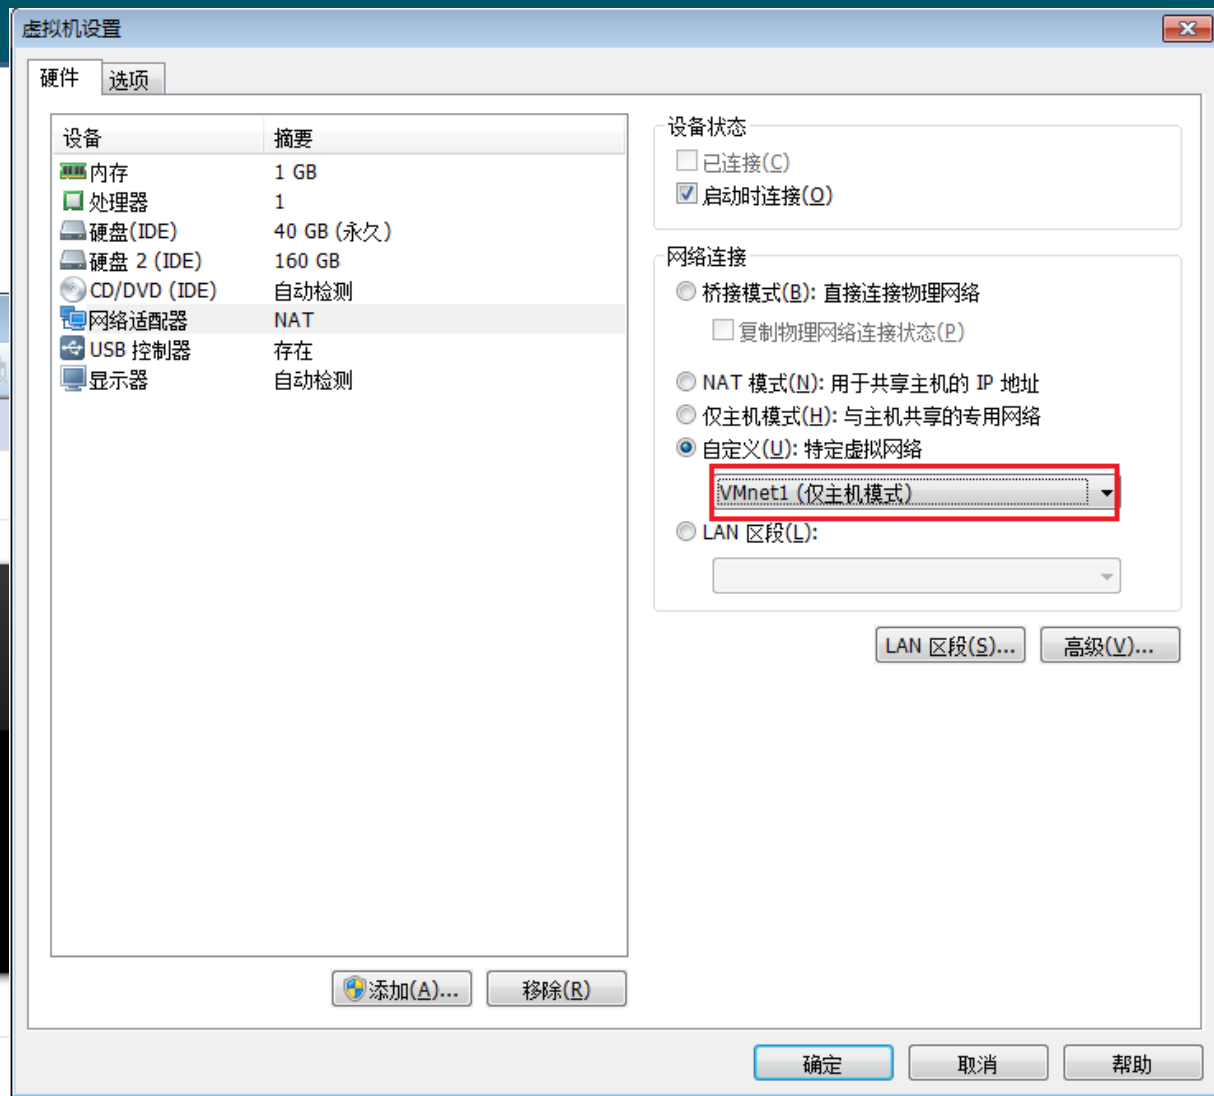 虚拟机设置
硬件 选项
设备 摘要
内存 1 GB
处理器 1
硬盘(IDE) 40 GB (永久)
硬盘 2 (IDE) 160 GB
CD/DVD (IDE) 自动检测
网络适配器 NAT
USB 控制器 存在
显示器 自动检测
添加(A)... 移除(R)
设备状态
已连接(C)
启动时连接(O)
网络连接
桥接模式(B): 直接连接物理网络
复制物理网络连接状态(P)
NAT 模式(N): 用于共享主机的 IP 地址
仅主机模式(H): 与主机共享的专用网络
自定义(U): 特定虚拟网络
VMnet1 (仅主机模式)
LAN 区段(L):
LAN 区段(S)... 高级(V)...
确定 取消 帮助